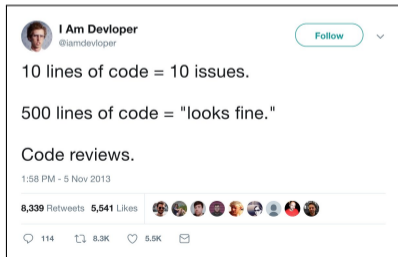 I Am Devloper
@iamdevloper
Follow
10 lines of code = 10 issues.
500 lines of code = "looks fine."
Code reviews.
1:58 PM - 5 Nov 2013
8,339 Retweets 5,541 Likes
114 8.3K 5.5K